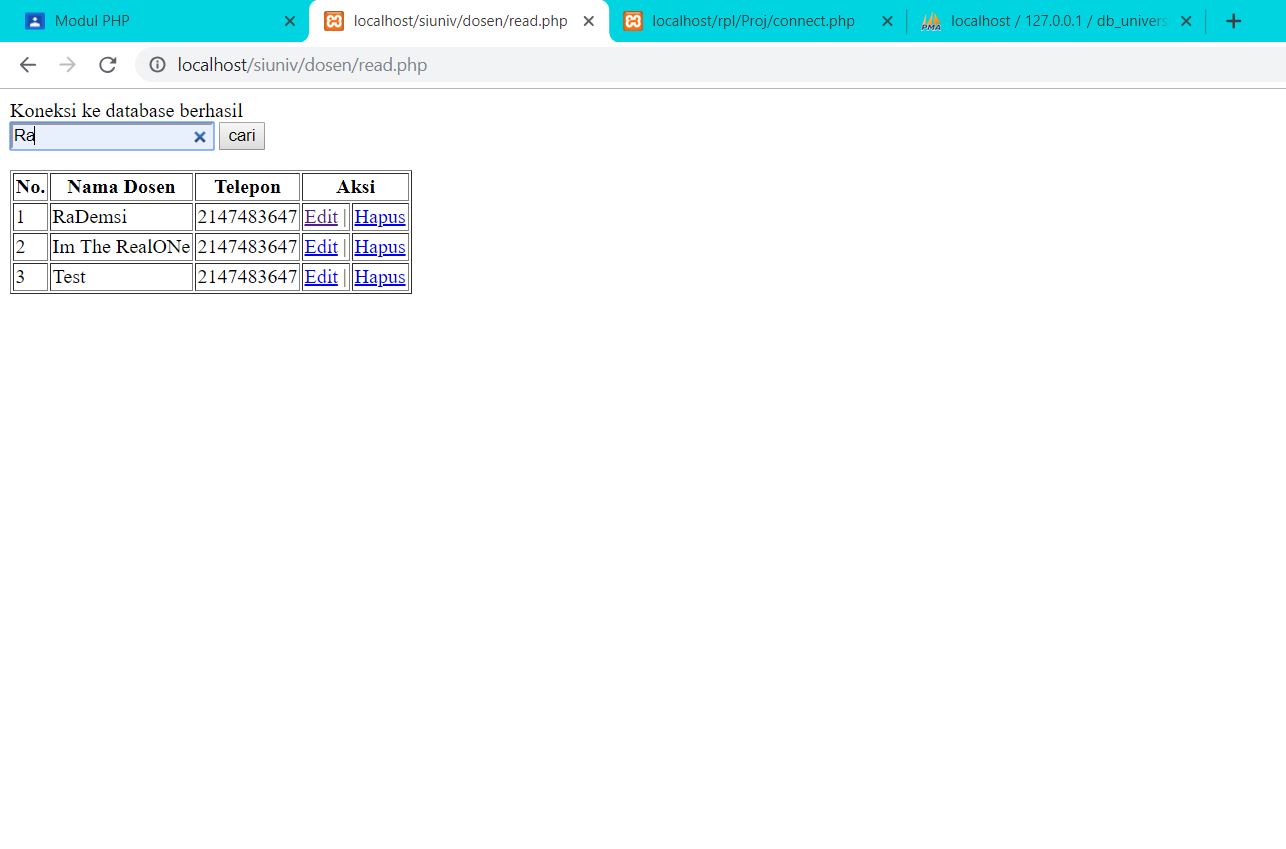 Modul PHP
localhost/siuniv/dosen/read.php
localhost/rpl/Proj/connect.php
localhost / 127.0.0.1 / db_univers
localhost/siuniv/dosen/read.php
Koneksi ke database berhasil
Ra cari
No. Nama Dosen Telepon Aksi
1 RaDemsi 2147483647 Edit | Hapus
2 Im The RealONe 2147483647 Edit | Hapus
3 Test 2147483647 Edit | Hapus